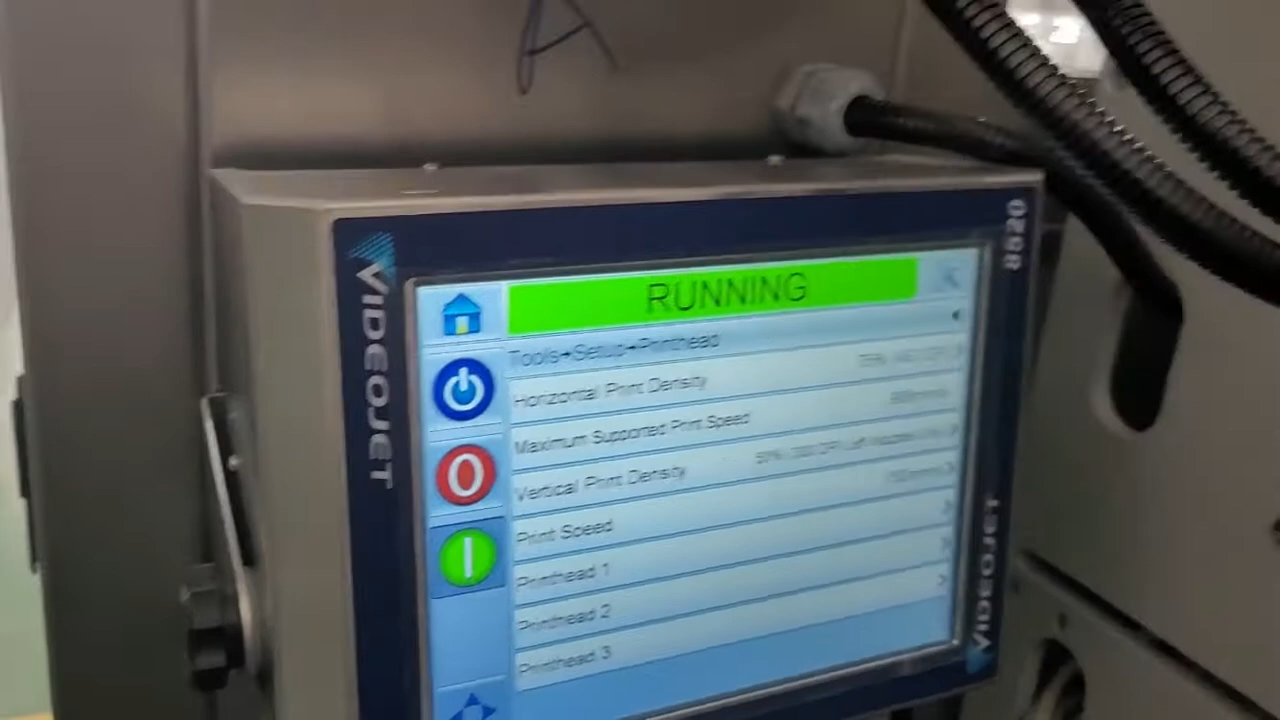 A
VIDEOJET
8520
RUNNING
Tools→Setup→Printhead
Horizontal Print Density
Maximum Supported Print Speed
Vertical Print Density
Print Speed
Printhead 1
Printhead 2
Printhead 3
VIDEOJET